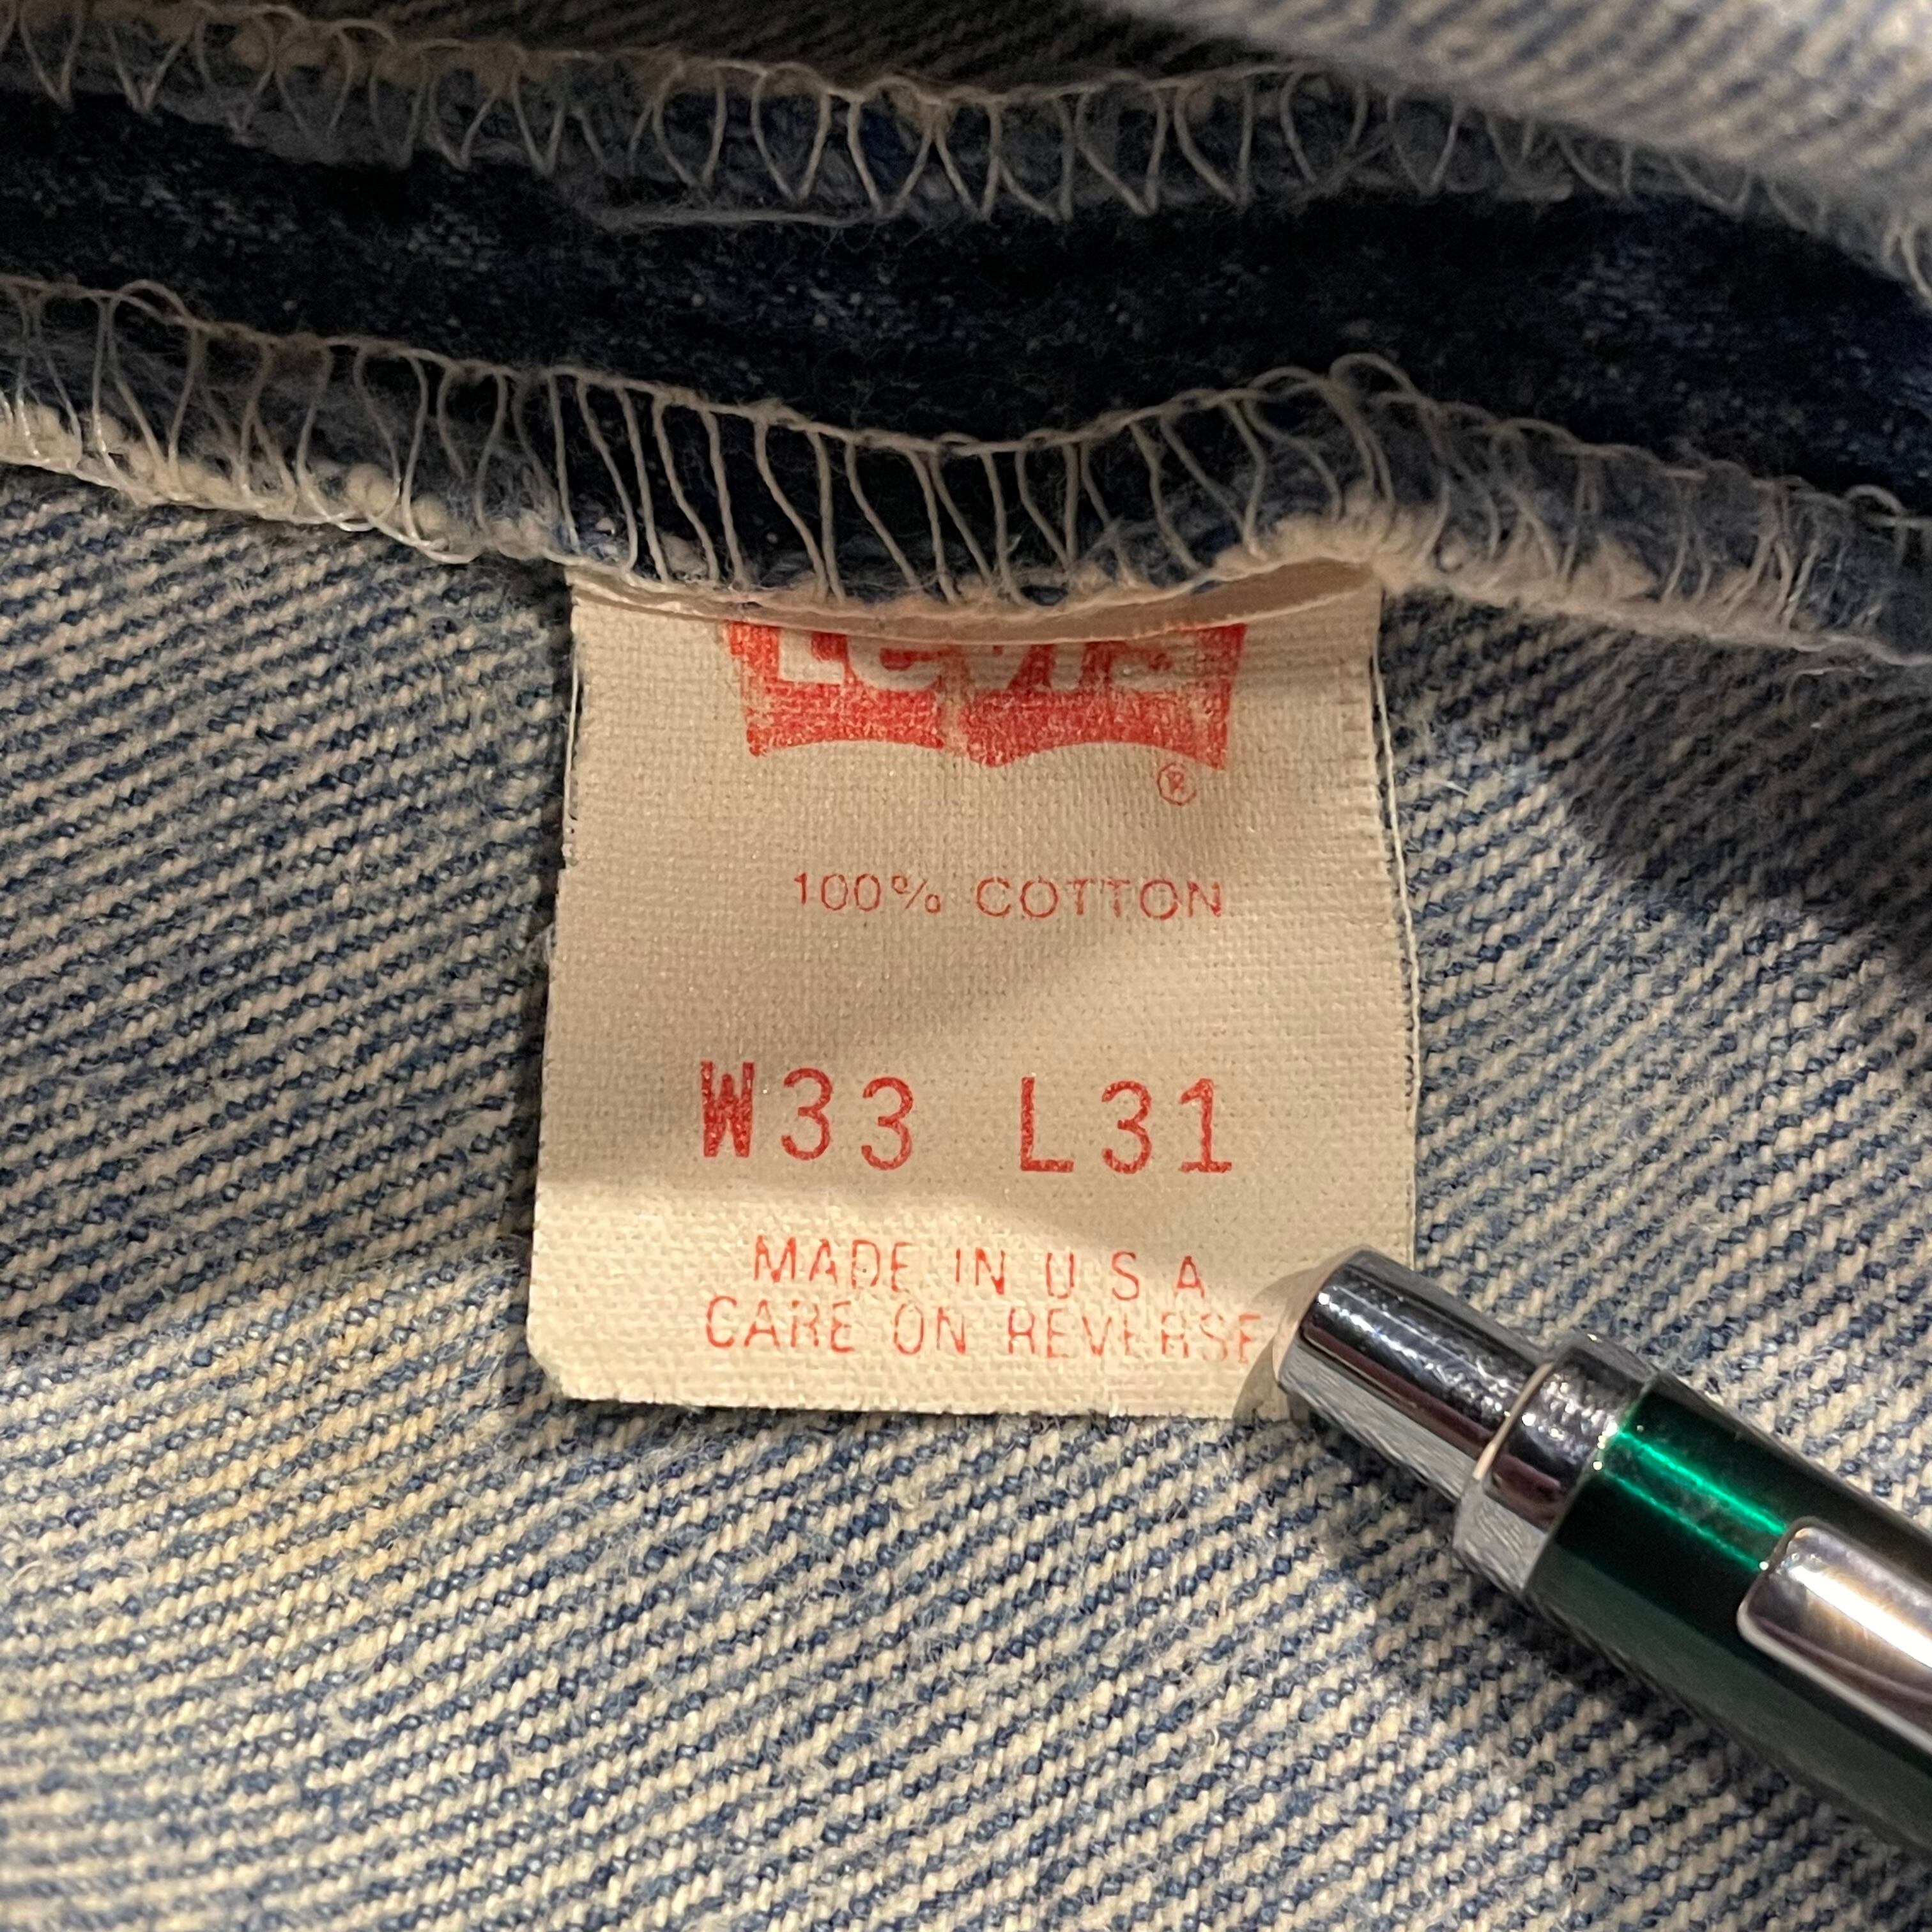 Levi's
®
100% COTTON
W33 L31
MADE IN U S A
CARE ON REVERSE